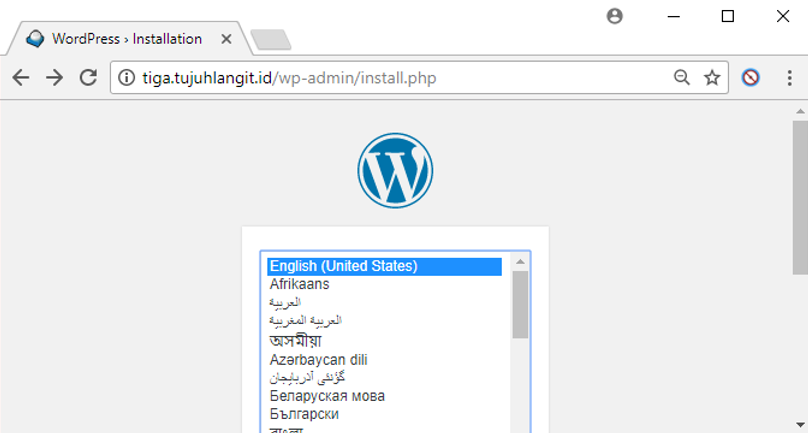 WordPress › Installation
tiga.tujuhlangit.id/wp-admin/install.php
English (United States)
Afrikaans
العربية
العربية المغربية
অসমীয়া
Azərbaycan dili
گؤنئی آذربایجان
Беларуская мова
Български
বাংলা